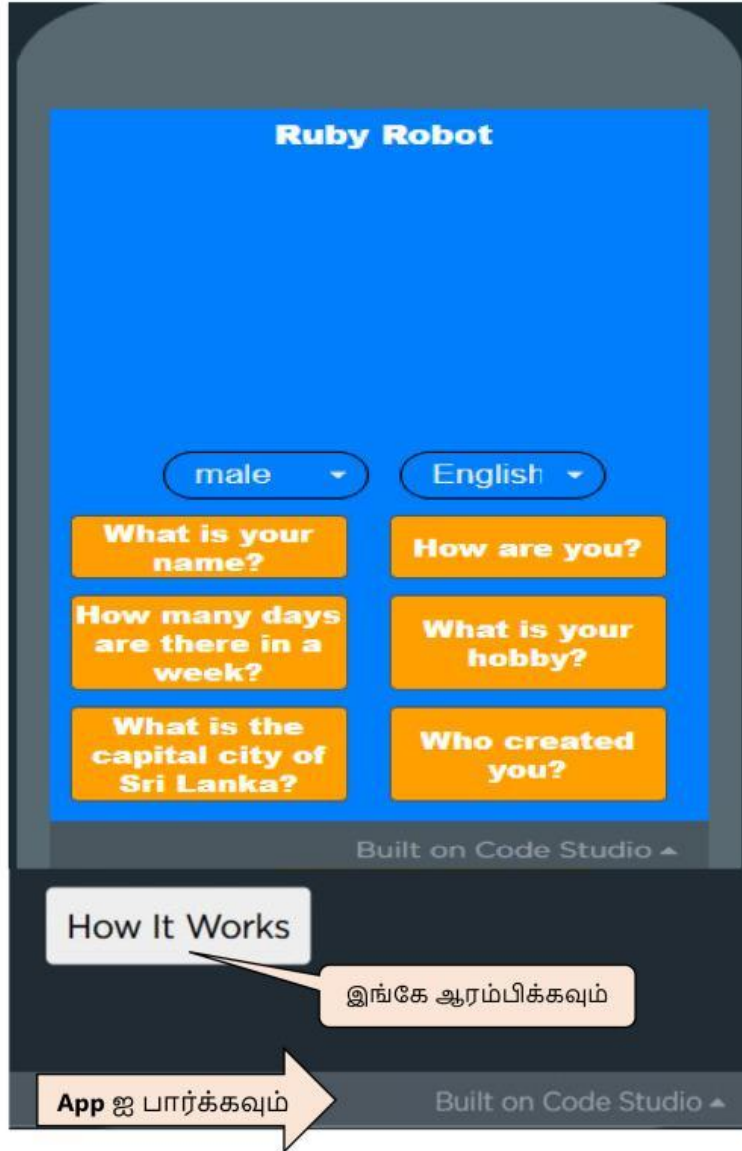 Ruby Robot
male
English
What is your
name?
How are you?
How many days
are there in a
week?
What is your
hobby?
What is the
capital city of
Sri Lanka?
Who created
you?
Built on Code Studio
How It Works
இங்கே ஆரம்பிக்கவும்
App ஐ பார்க்கவும்
Built on Code Studio